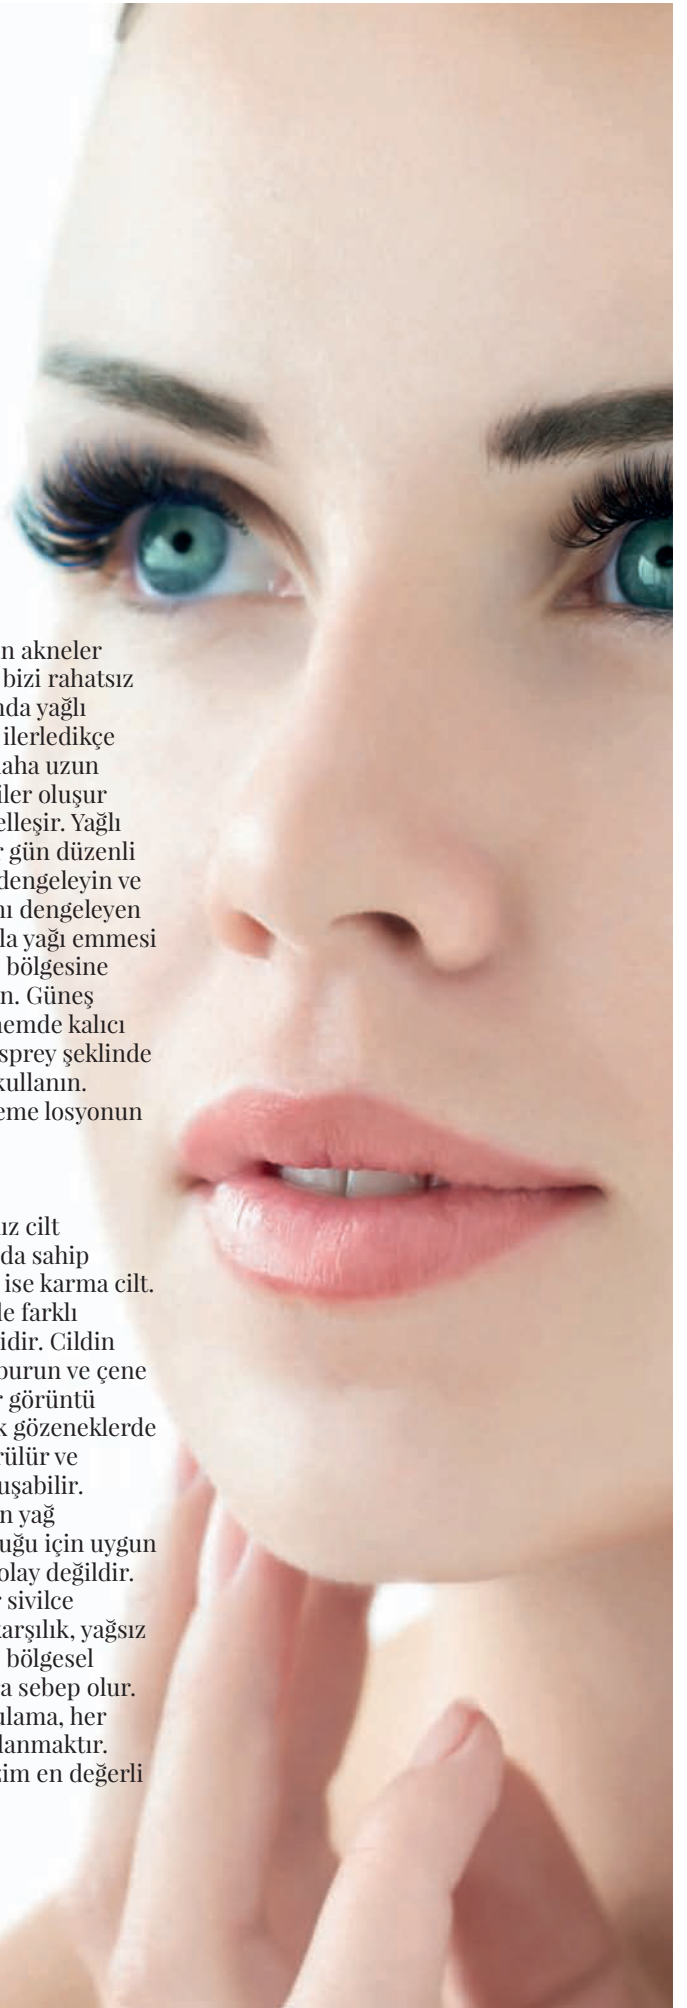 n akneler
bizi rahatsız
nda yağlı
ilerledikçe
laha uzun
iler oluşur
elleşir. Yağlı
r gün düzenli
dengeleyin ve
nı dengeleyen
la yağı emmesi
bölgesine
n. Güneş
nemde kalıcı
sprey şeklinde
kullanın.
eme losyonun
ız cilt
da sahip
ise karma cilt.
le farklı
idir. Cildin
burun ve çene
r görüntü
k gözeneklerde
rülür ve
uşabilir.
n yağ
uğu için uygun
olay değildir.
r sivilce
karşılık, yağsız
bölgesel
a sebep olur.
ulama, her
lanmaktır.
zim en değerli